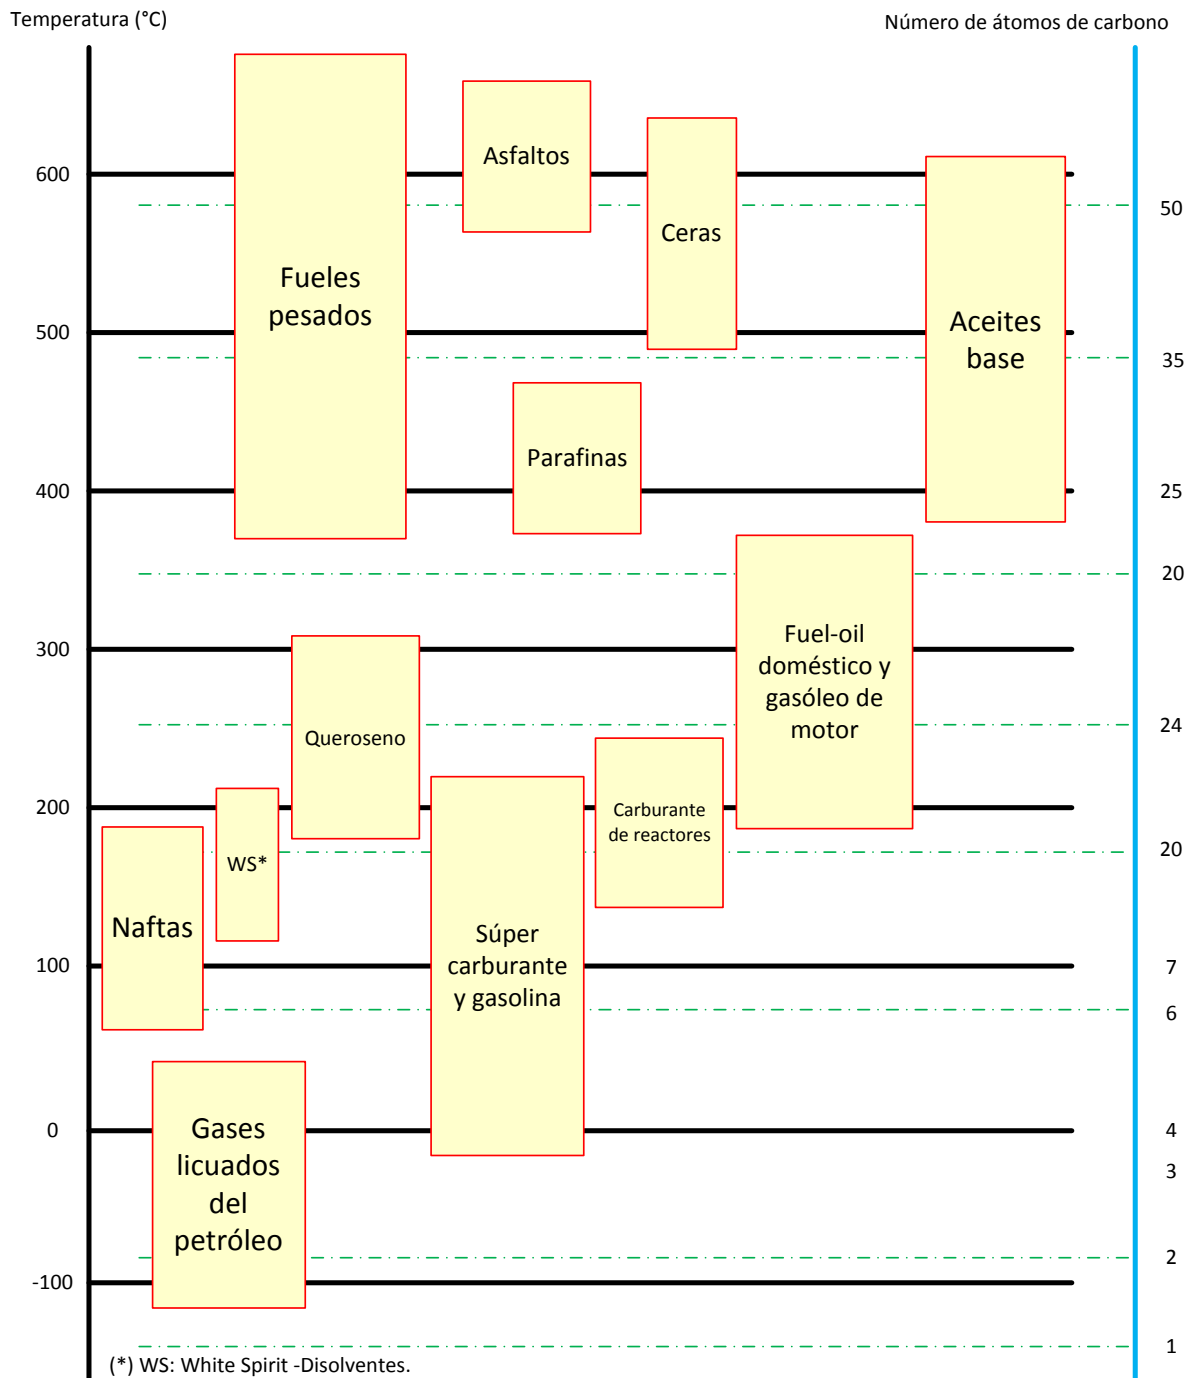 Temperatura (°C)
Número de átomos de carbono
600
500
400
300
200
100
0
-100
Fueles
pesados
Asfaltos
Ceras
Aceites
base
Parafinas
Fuel-oil
doméstico y
gasóleo de
motor
Queroseno
Carburante
de reactores
WS*
Naftas
Súper
carburante
y gasolina
Gases
licuados
del
petróleo
50
35
25
20
24
20
7
6
4
3
2
1
(*) WS: White Spirit -Disolventes.